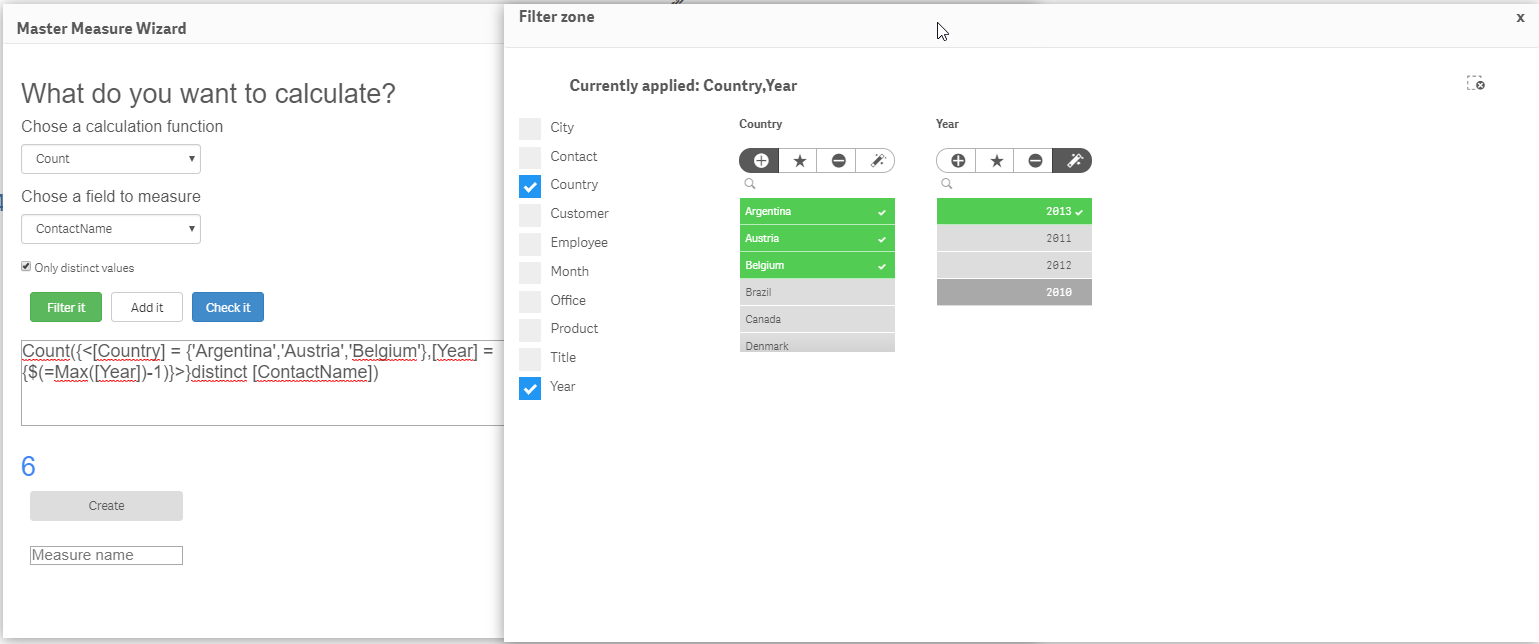 Master Measure Wizard
What do you want to calculate?
Chose a calculation function
Count
Chose a field to measure
ContactName
Only distinct values
Filter it
Add it
Check it
Count({<[Country] = {'Argentina','Austria','Belgium'},[Year] =
{$(=Max([Year])-1)}>}distinct [ContactName])
6
Create
Measure name
Filter zone
x
Currently applied: Country,Year
City
Contact
Country
Customer
Employee
Month
Office
Product
Title
Year
Country
Argentina
Austria
Belgium
Brazil
Canada
Denmark
Year
2013
2011
2012
2010